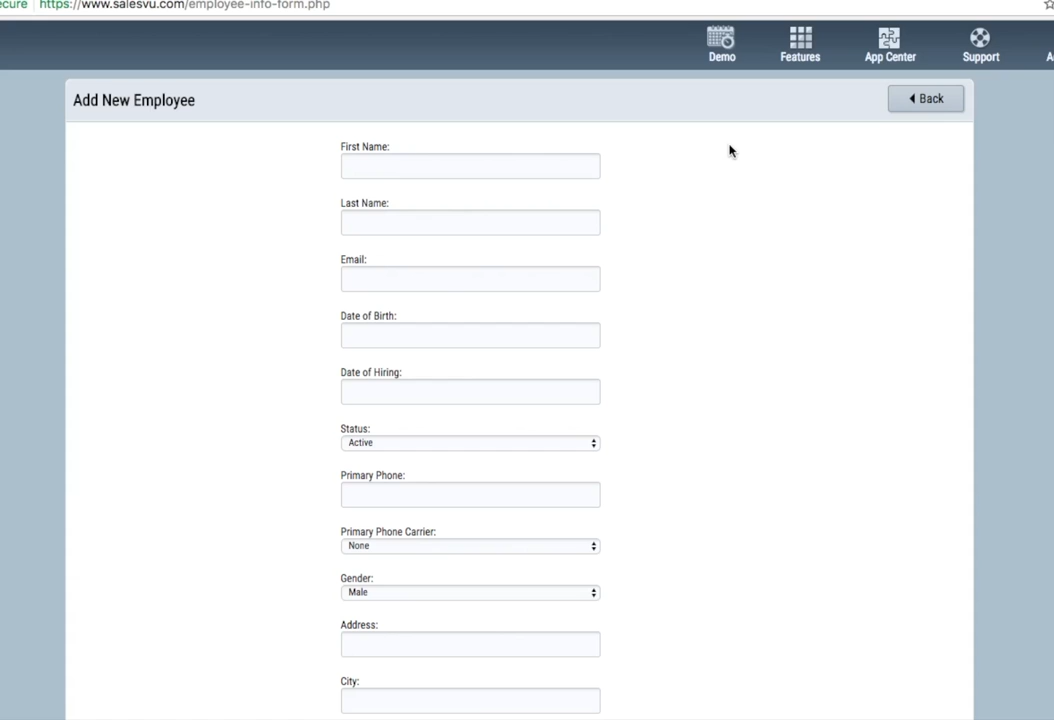 ecure https://www.salesvu.com/employee-info-form.php
Demo Features App Center Support
Add New Employee
Back
First Name:
Last Name:
Email:
Date of Birth:
Date of Hiring:
Status:
Active
Primary Phone:
Primary Phone Carrier:
None
Gender:
Male
Address:
City: